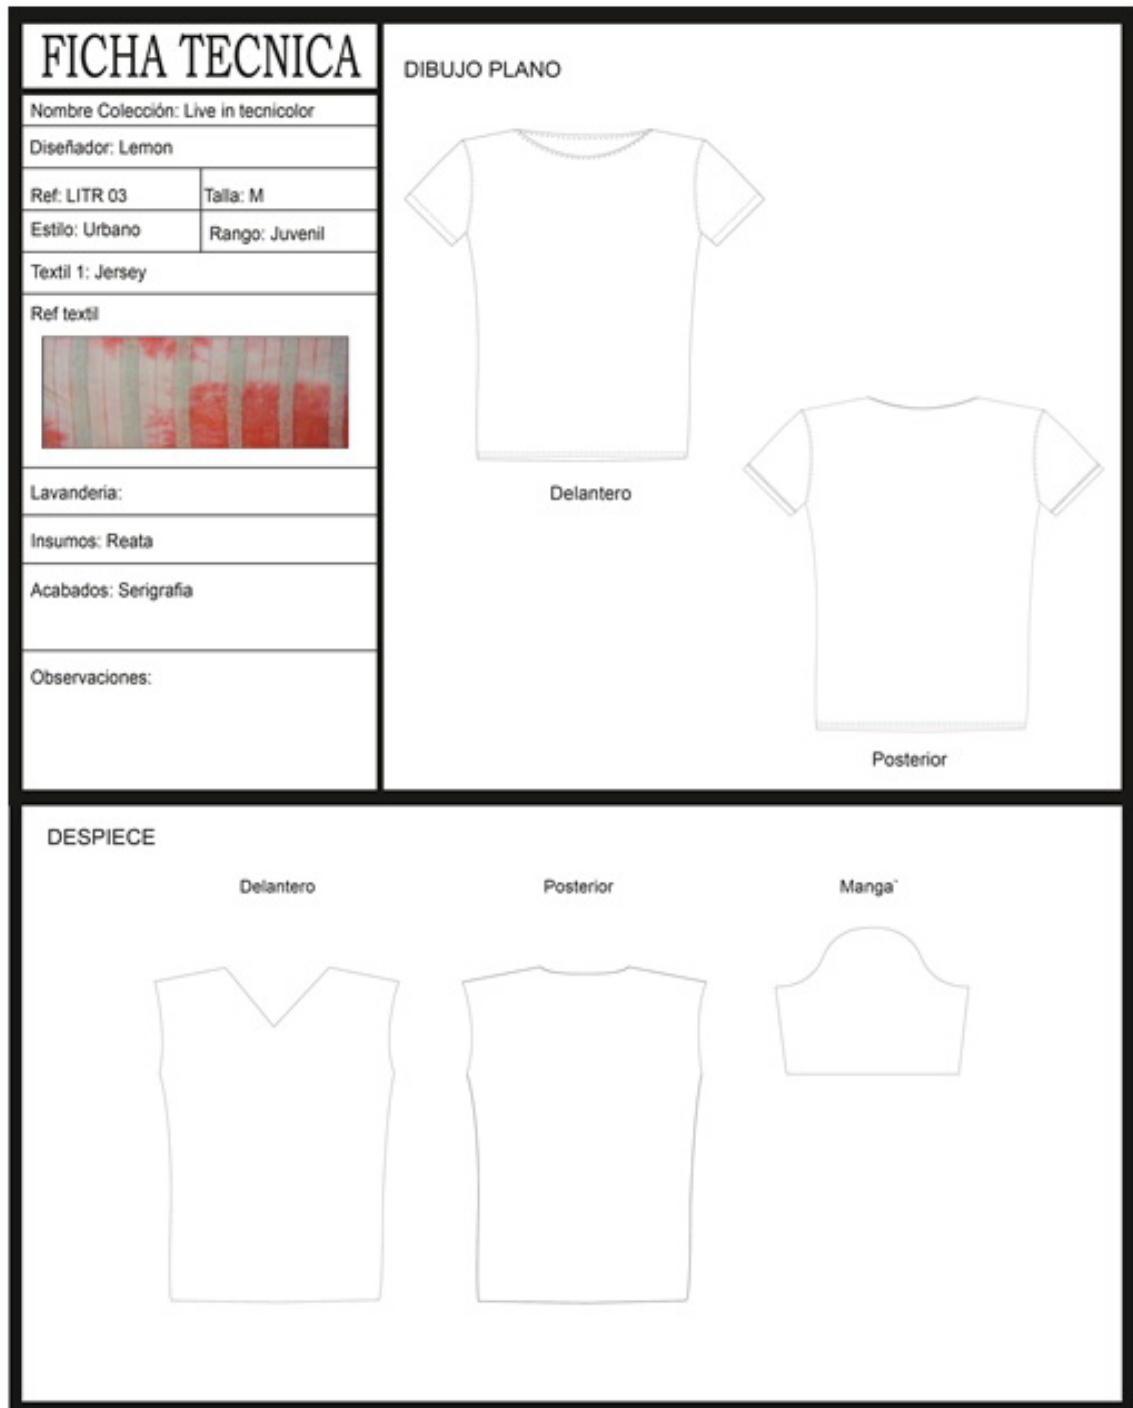 FICHA TECNICA
Nombre Colección: Live in tecnicolor
Diseñador: Lemon
Ref: LITR 03
Talla: M
Estilo: Urbano
Rango: Juvenil
Textil 1: Jersey
Ref textil
Lavanderia:
Insumos: Reata
Acabados: Serigrafia
Observaciones:
DIBUJO PLANO
Delantero
Posterior
DESPIECE
Delantero
Posterior
Manga`